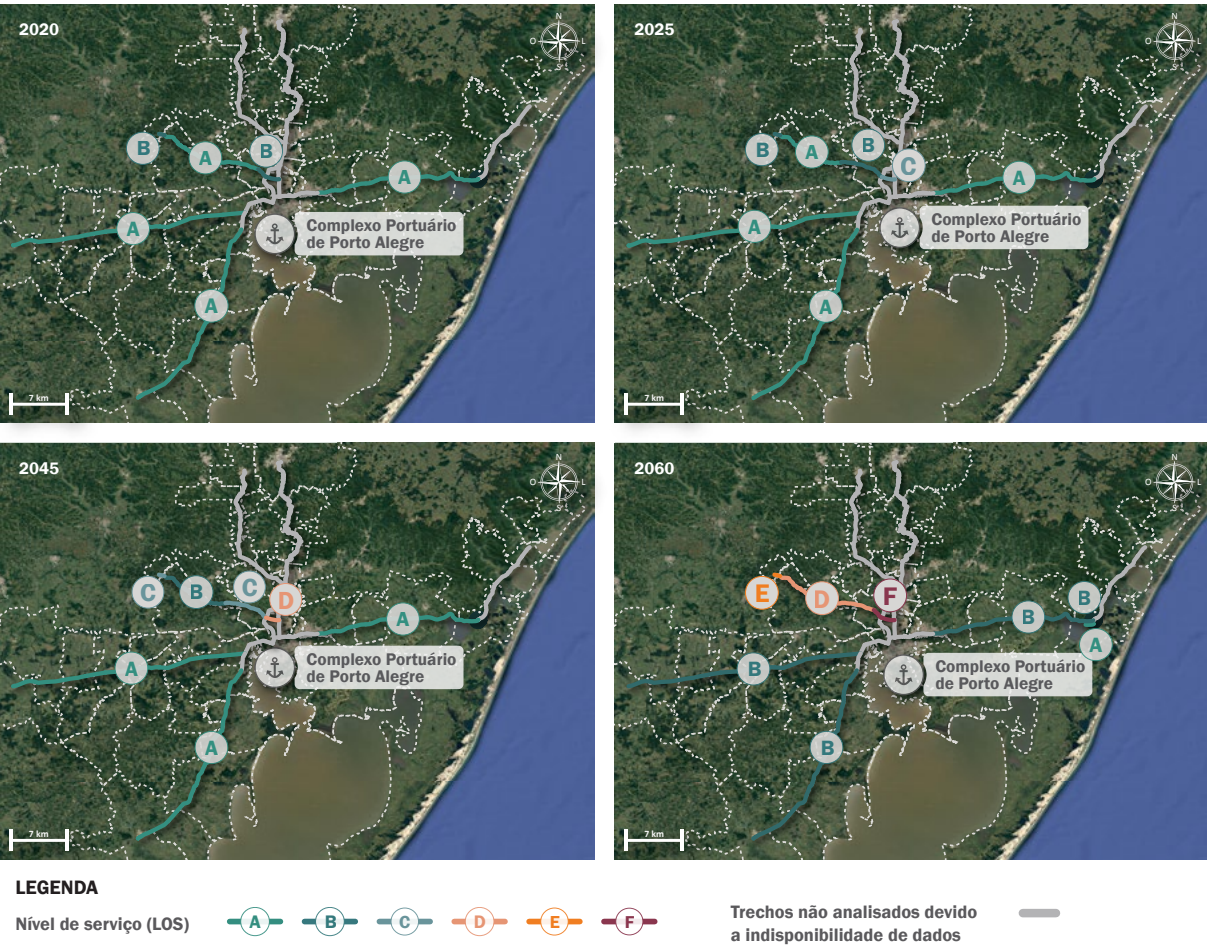 2020
N
O
L
S
B
A
B
A
A
Complexo Portuário
de Porto Alegre
A
7 km
2025
N
O
L
S
B
A
B
C
A
A
Complexo Portuário
de Porto Alegre
A
7 km
2045
N
O
L
S
C
B
C
D
A
A
Complexo Portuário
de Porto Alegre
A
7 km
2060
N
O
L
S
E
D
F
B
B
A
B
Complexo Portuário
de Porto Alegre
B
7 km
LEGENDA
Nível de serviço (LOS)
A
B
C
D
E
F
Trechos não analisados devido
a indisponibilidade de dados